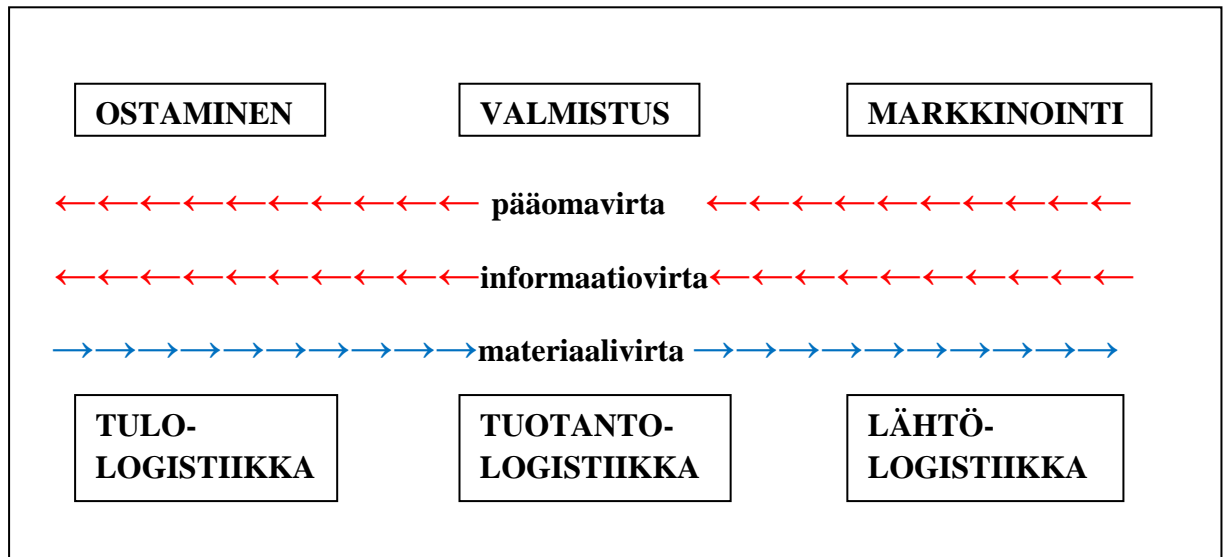 OSTAMINEN VALMISTUS MARKKINOINTI
←←←←←←←←←← pääomavirta ←←←←←←←←←←
←←←←←←←←←←informaatiovirta←←←←←←←←←←
→→→→→→→→→→materiaalivirta →→→→→→→→→→
TULO-
LOGISTIIKKA
TUOTANTO-
LOGISTIIKKA
LÄHTÖ-
LOGISTIIKKA